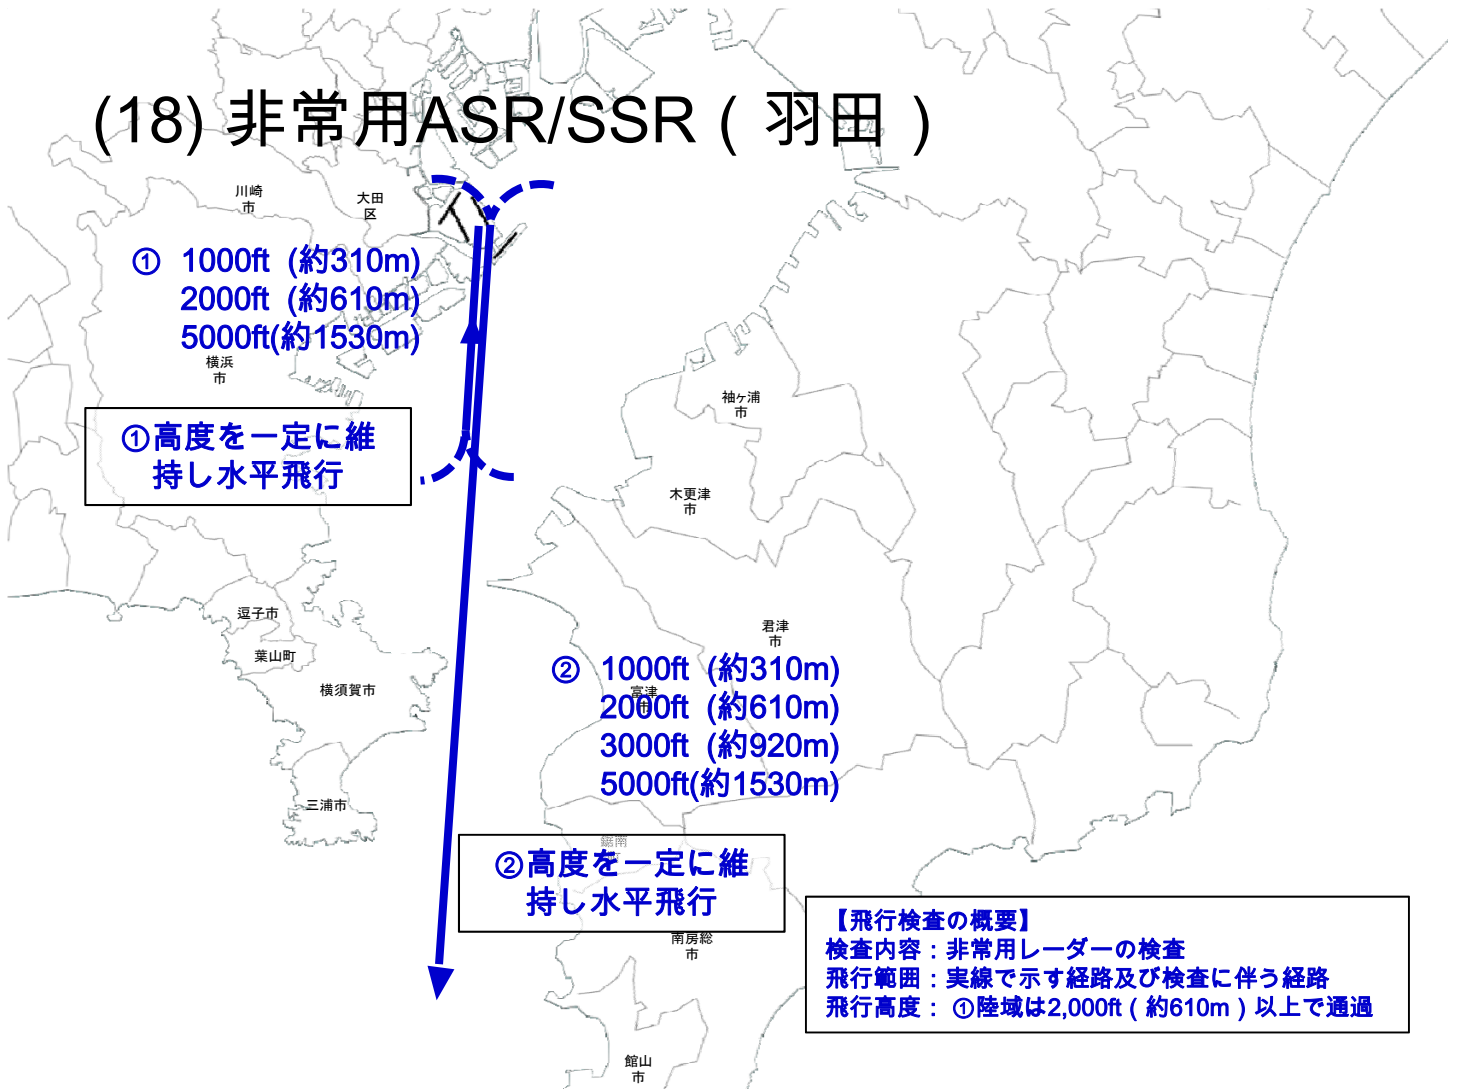 (18) 非常用ASR/SSR（羽田）
川崎
市
大田
区
① 1000ft (約310m)
2000ft (約610m)
5000ft(約1530m)
横浜
市
①高度を一定に維
持し水平飛行
袖ヶ浦
市
木更津
市
逗子市
葉山町
横須賀市
三浦市
君津
市
② 1000ft (約310m)
富津
市
2000ft (約610m)
3000ft (約920m)
5000ft(約1530m)
鋸南
町
②高度を一定に維
持し水平飛行
南房総
市
館山
市
【飛行検査の概要】
検査内容：非常用レーダーの検査
飛行範囲：実線で示す経路及び検査に伴う経路
飛行高度： ①陸域は2,000ft（約610m）以上で通過